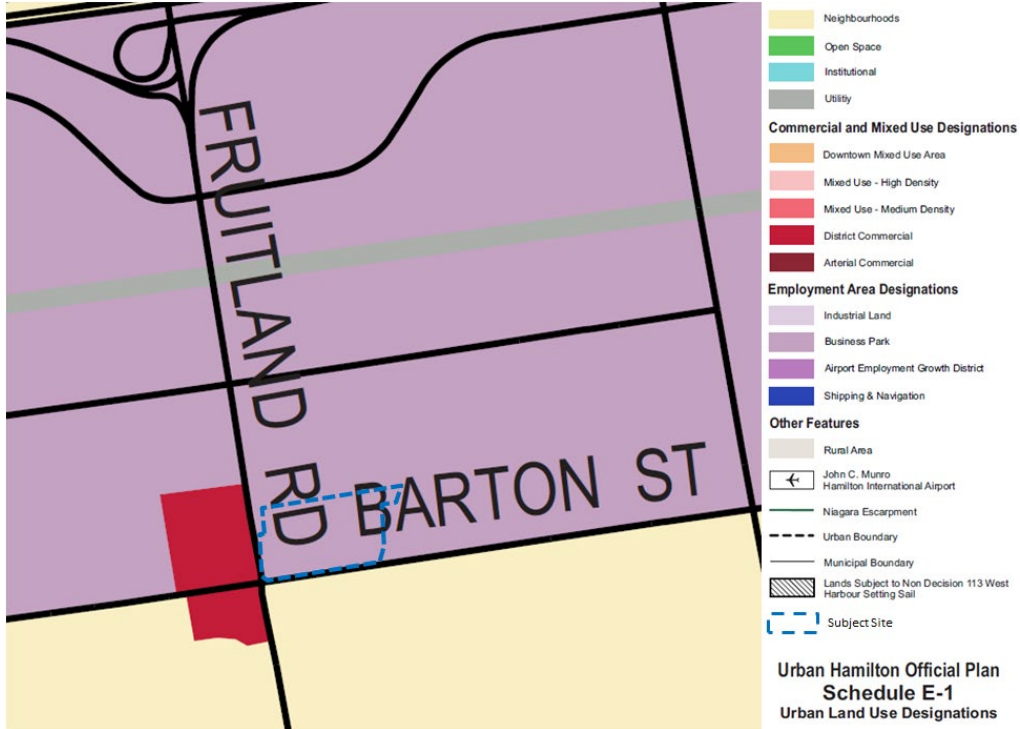 FRUITLAND RD
BARTON ST
Neighbourhoods
Open Space
Institutional
Utilitiy
Commercial and Mixed Use Designations
Downtown Mixed Use Area
Mixed Use - High Density
Mixed Use - Medium Density
District Commercial
Arterial Commercial
Employment Area Designations
Industrial Land
Business Park
Airport Employment Growth District
Shipping & Navigation
Other Features
Rural Area
John C. Munro
Hamilton International Airport
Niagara Escarpment
Urban Boundary
Municipal Boundary
Lands Subject to Non Decision 113 West
Harbour Setting Sail
Subject Site
Urban Hamilton Official Plan
Schedule E-1
Urban Land Use Designations